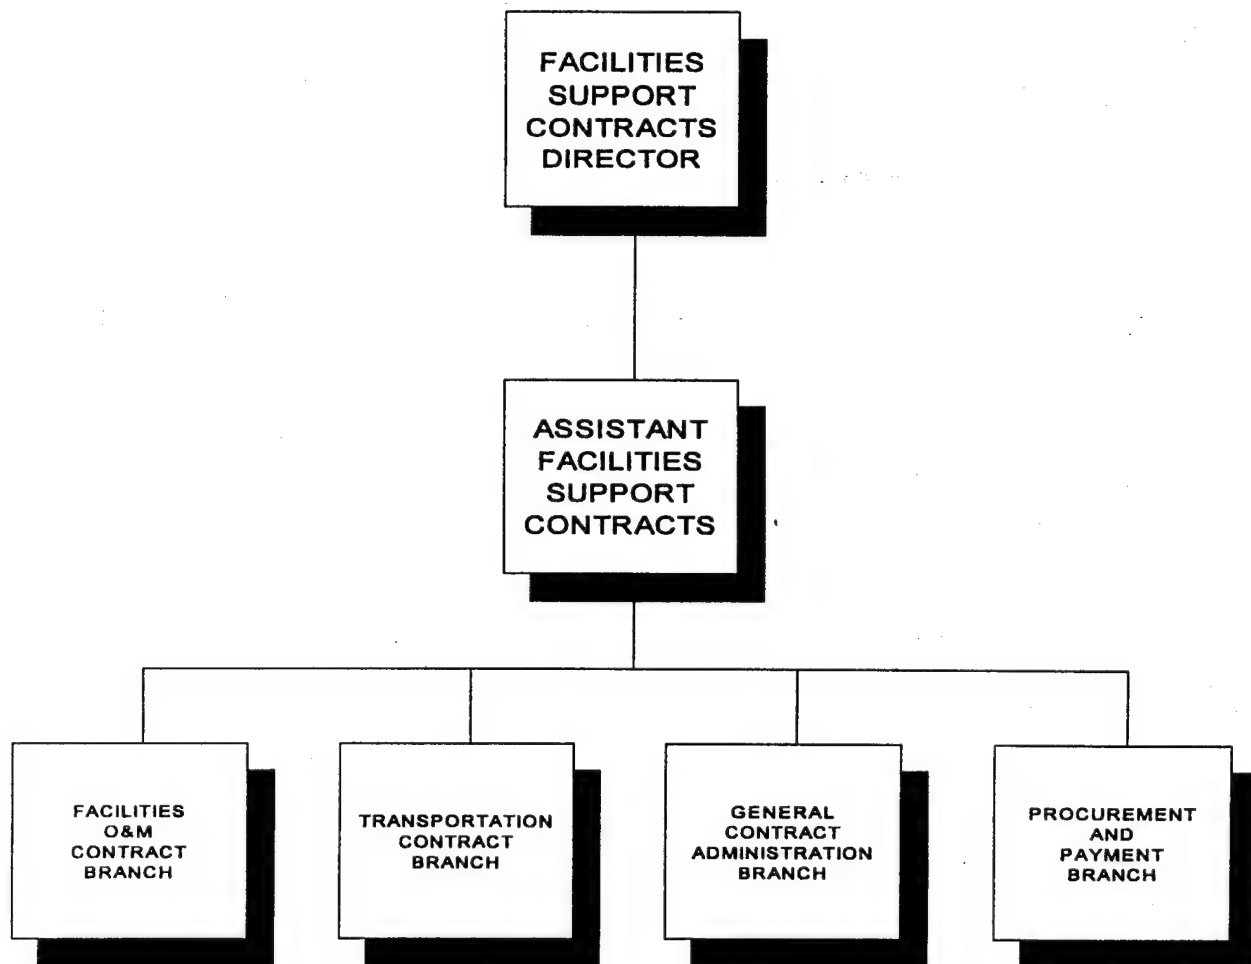 FACILITIES
SUPPORT
CONTRACTS
DIRECTOR
ASSISTANT
FACILITIES
SUPPORT
CONTRACTS
FACILITIES
O&M
CONTRACT
BRANCH
TRANSPORTATION
CONTRACT
BRANCH
GENERAL
CONTRACT
ADMINISTRATION
BRANCH
PROCUREMENT
AND
PAYMENT
BRANCH